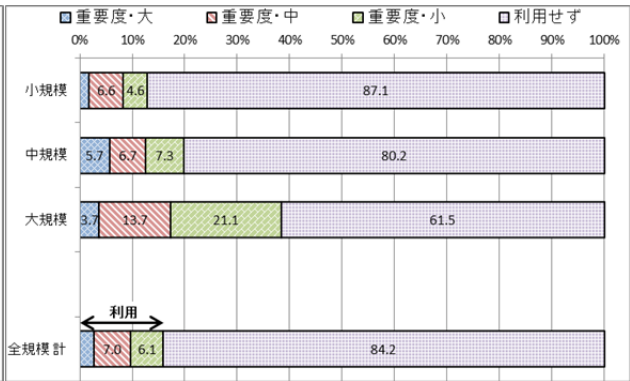 重要度・大 重要度・中 重要度・小 利用せず
0% 10% 20% 30% 40% 50% 60% 70% 80% 90% 100%
小規模 6.6 4.6 87.1
中規模 5.7 6.7 7.3 80.2
大規模 3.7 13.7 21.1 61.5
利用
全規模計 7.0 6.1 84.2